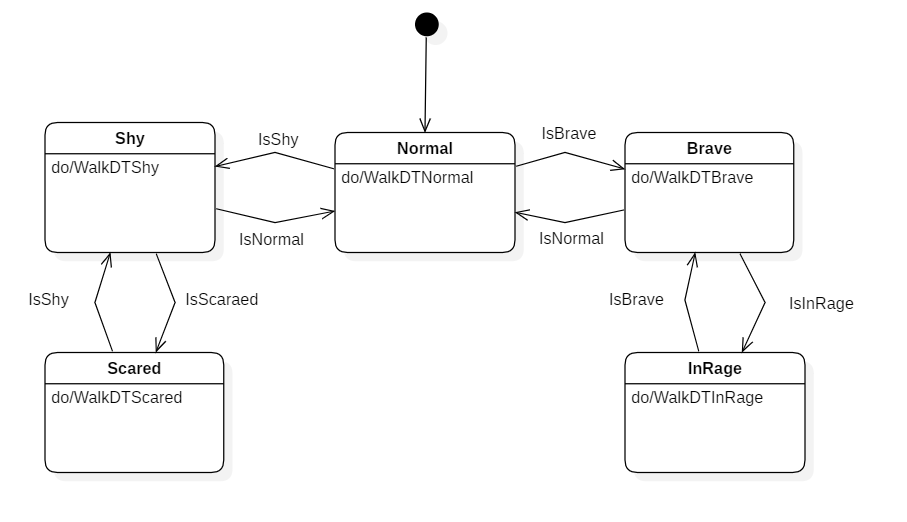 IsShy
IsBrave
Shy
do/WalkDTShy
Normal
do/WalkDTNormal
Brave
do/WalkDTBrave
IsNormal
IsNormal
IsShy
IsScaraed
IsBrave
IsInRage
Scared
do/WalkDTScared
InRage
do/WalkDTInRage